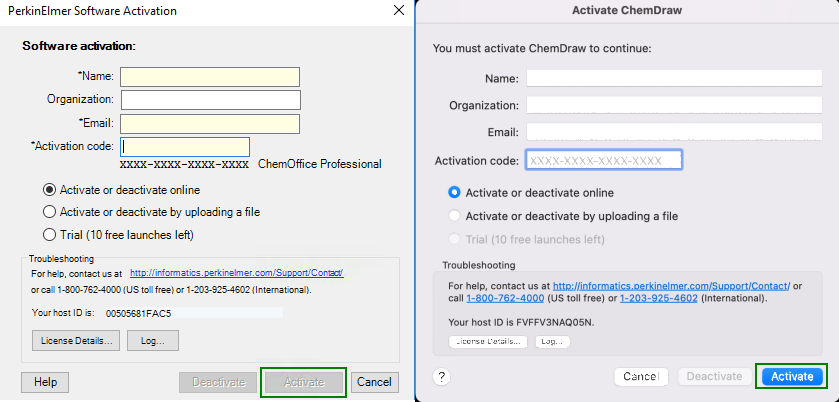 PerkinElmer Software Activation
Software activation:
*Name:
Organization:
*Email:
*Activation code:
XXXX-XXXX-XXXX-XXXX ChemOffice Professional
Activate or deactivate online
Activate or deactivate by uploading a file
Trial (10 free launches left)
Troubleshooting
For help, contact us at http://informatics.perkinelmer.com/Support/Contact/
or call 1-800-762-4000 (US toll free) or 1-203-925-4602 (International).
Your host ID is: 00505681FAC5
License Details... Log...
Help Deactivate Activate Cancel
Activate ChemDraw
You must activate ChemDraw to continue:
Name:
Organization:
Email:
Activation code: XXXX-XXXX-XXXX-XXXX
Activate or deactivate online
Activate or deactivate by uploading a file
Trial (10 free launches left)
Troubleshooting
For help, contact us at http://informatics.perkinelmer.com/Support/Contact/ or
call 1-800-762-4000 (US toll free) or 1-203-925-4602 (International).
Your host ID is FVFFV3NAQ05N.
License Details... Log...
? Cancel Deactivate Activate